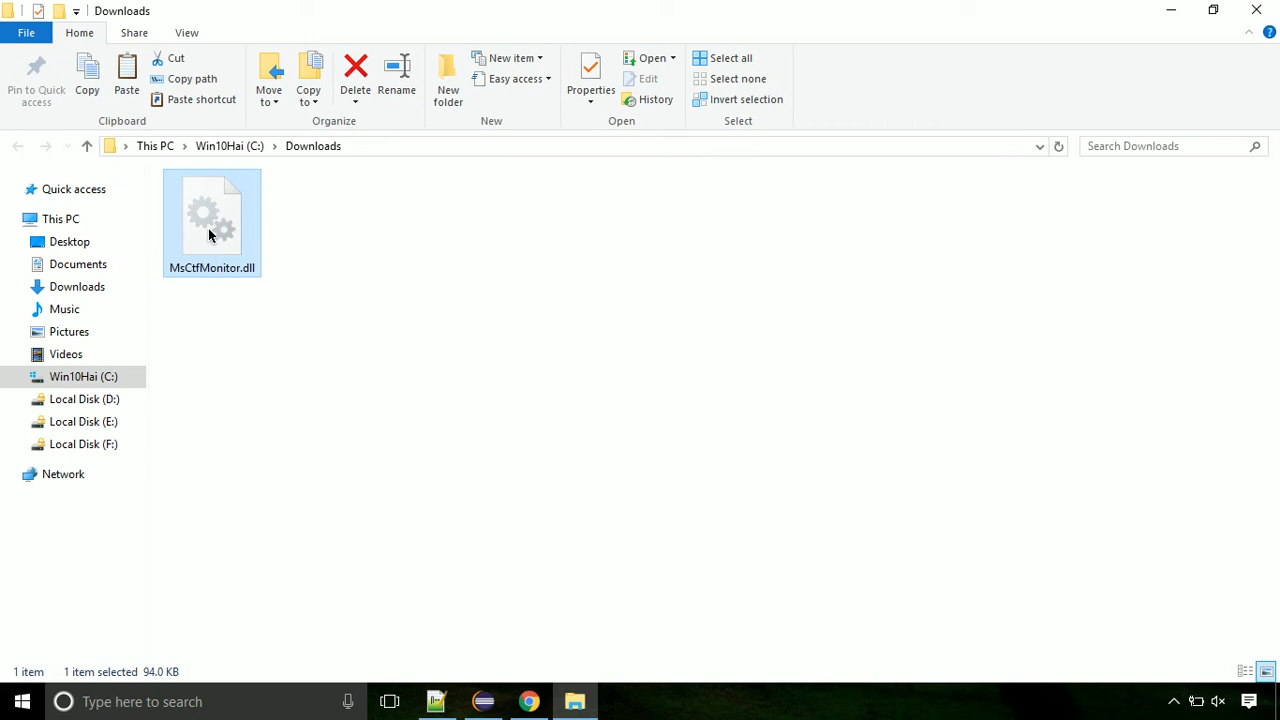 Downloads
File Home Share View
Pin to Quick access
Copy
Paste
Cut
Copy path
Paste shortcut
Clipboard
Move to
Copy to
Delete
Rename
Organize
New folder
New item
Easy access
New
Properties
Open
Edit
History
Open
Select all
Select none
Invert selection
Select
This PC › Win10Hai (C:) › Downloads
Search Downloads
Quick access
This PC
Desktop
Documents
Downloads
Music
Pictures
Videos
Win10Hai (C:)
Local Disk (D:)
Local Disk (E:)
Local Disk (F:)
Network
MsCtfMonitor.dll
1 item 1 item selected 94.0 KB
Type here to search